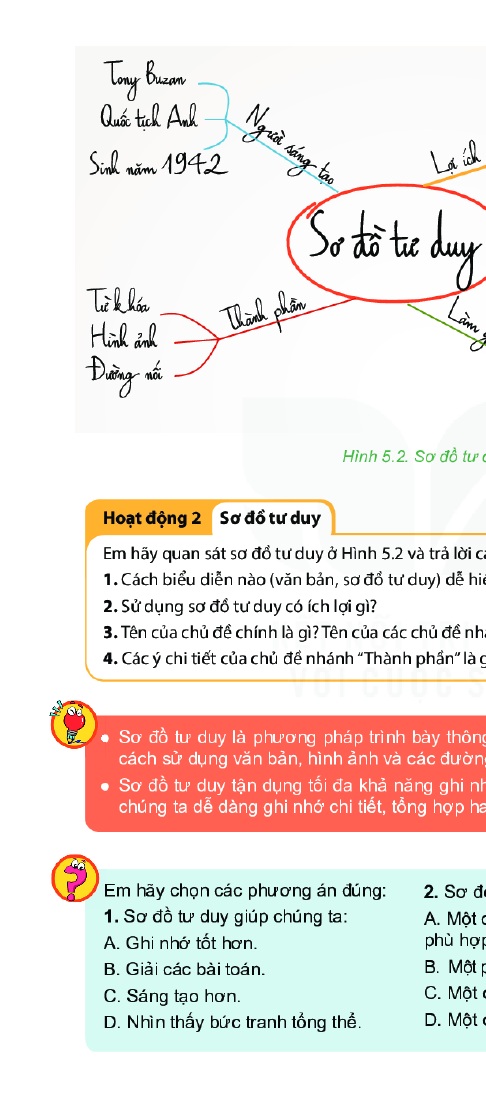 Tony Buzan
Quốc tịch Anh
Sinh năm 1942
Người sáng tạo
Lợi ích
Sơ đồ tư duy
Từ khóa
Hình ảnh
Đường nối
Thành phần
Làm
Hình 5.2. Sơ đồ tư
Hoạt động 2 Sơ đồ tư duy
Em hãy quan sát sơ đồ tư duy ở Hình 5.2 và trả lời
1. Cách biểu diễn nào (văn bản, sơ đồ tư duy) dễ
2. Sử dụng sơ đồ tư duy có ích lợi gì?
3. Tên của chủ đề chính là gì? Tên của các chủ đề
4. Các ý chi tiết của chủ đề nhánh "Thành phần" là
• Sơ đồ tư duy là phương pháp trình bày
cách sử dụng văn bản, hình ảnh và các
• Sơ đồ tư duy tận dụng tối đa khả năng ghi
chúng ta dễ dàng ghi nhớ chi tiết, tổng hợp
Em hãy chọn các phương án đúng:
1. Sơ đồ tư duy giúp chúng ta:
A. Ghi nhớ tốt hơn.
B. Giải các bài toán.
C. Sáng tạo hơn.
D. Nhìn thấy bức tranh tổng thể.
2. Sơ
A. Một
phù
B. Một
C. Một
D. Một